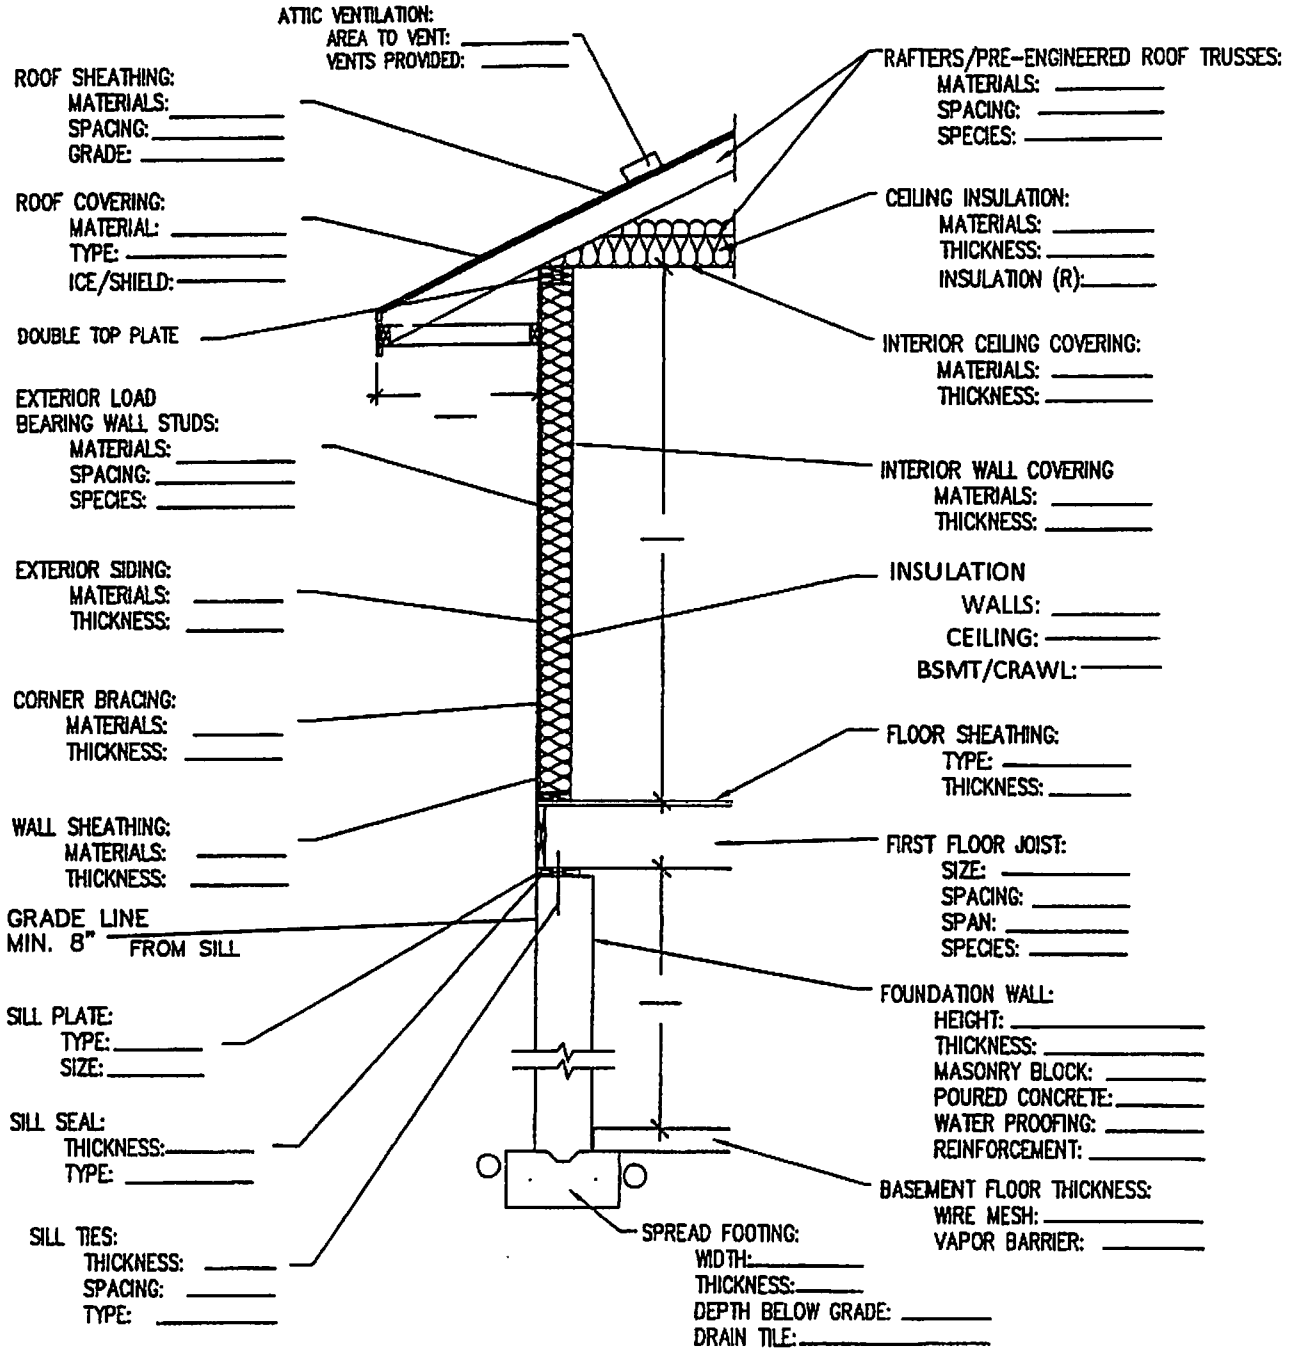 ATTIC VENTILATION:
AREA TO VENT:
VENTS PROVIDED:
ROOF SHEATHING:
MATERIALS:
SPACING:
GRADE:
ROOF COVERING:
MATERIAL:
TYPE:
ICE/SHIELD:
DOUBLE TOP PLATE
EXTERIOR LOAD
BEARING WALL STUDS:
MATERIALS:
SPACING:
SPECIES:
EXTERIOR SIDING:
MATERIALS:
THICKNESS:
CORNER BRACING:
MATERIALS:
THICKNESS:
WALL SHEATHING:
MATERIALS:
THICKNESS:
GRADE LINE
MIN. 8" FROM SILL
SILL PLATE:
TYPE:
SIZE:
SILL SEAL:
THICKNESS:
TYPE:
SILL TIES:
THICKNESS:
SPACING:
TYPE:
RAFTERS/PRE-ENGINEERED ROOF TRUSSES:
MATERIALS:
SPACING:
SPECIES:
CEILING INSULATION:
MATERIALS:
THICKNESS:
INSULATION (R):
INTERIOR CEILING COVERING:
MATERIALS:
THICKNESS:
INTERIOR WALL COVERING
MATERIALS:
THICKNESS:
INSULATION
WALLS:
CEILING:
BSMT/CRAWL:
FLOOR SHEATHING:
TYPE:
THICKNESS:
FIRST FLOOR JOIST:
SIZE:
SPACING:
SPAN:
SPECIES:
FOUNDATION WALL:
HEIGHT:
THICKNESS:
MASONRY BLOCK:
POURED CONCRETE:
WATER PROOFING:
REINFORCEMENT:
BASEMENT FLOOR THICKNESS:
WIRE MESH:
VAPOR BARRIER:
SPREAD FOOTING:
WIDTH:
THICKNESS:
DEPTH BELOW GRADE:
DRAIN TILE: